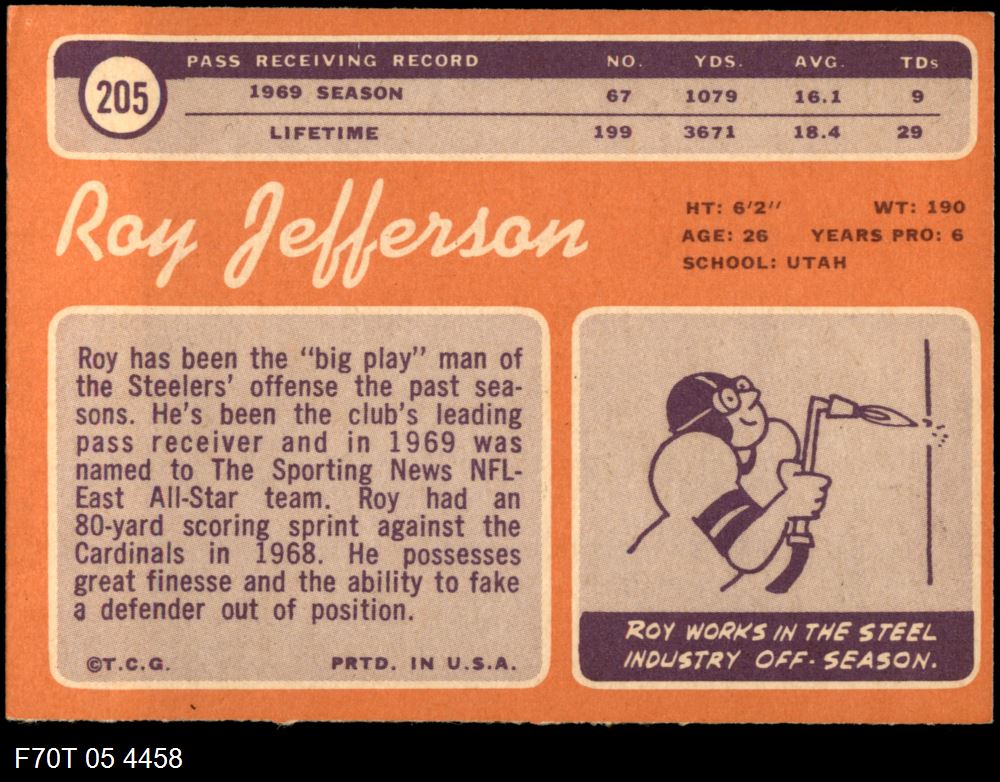 205
PASS RECEIVING RECORD NO. YDS. AVG. TDs
1969 SEASON 67 1079 16.1 9
LIFETIME 199 3671 18.4 29
Roy Jefferson
HT: 6'2" WT: 190
AGE: 26 YEARS PRO: 6
SCHOOL: UTAH
Roy has been the "big play" man of
the Steelers' offense the past sea-
sons. He's been the club's leading
pass receiver and in 1969 was
named to The Sporting News NFL-
East All-Star team. Roy had an
80-yard scoring sprint against the
Cardinals in 1968. He possesses
great finesse and the ability to fake
a defender out of position.
©T.C.G. PRTD. IN U.S.A.
ROY WORKS IN THE STEEL
INDUSTRY OFF-SEASON.
F70T 05 4458